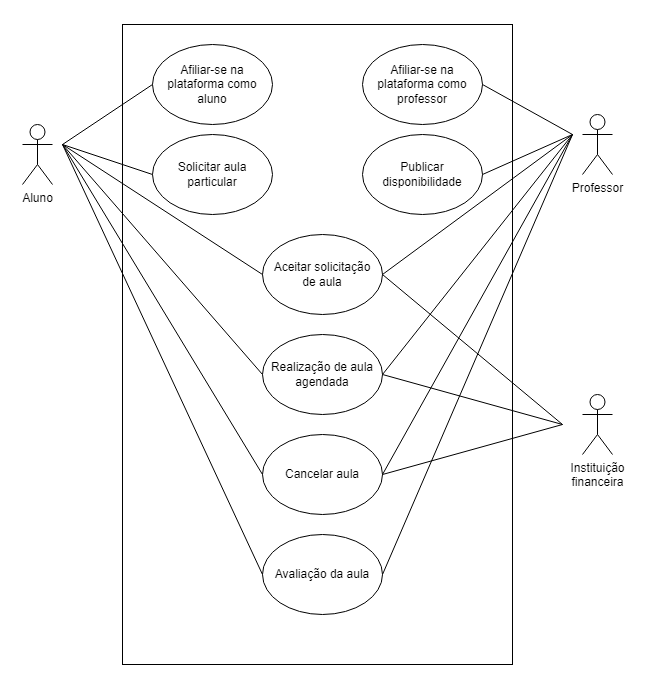 Afiliar-se na
plataforma como
aluno
Afiliar-se na
plataforma como
professor
Solicitar aula
particular
Publicar
disponibilidade
Aluno
Professor
Aceitar solicitação
de aula
Realização de aula
agendada
Cancelar aula
Instituição
financeira
Avaliação da aula